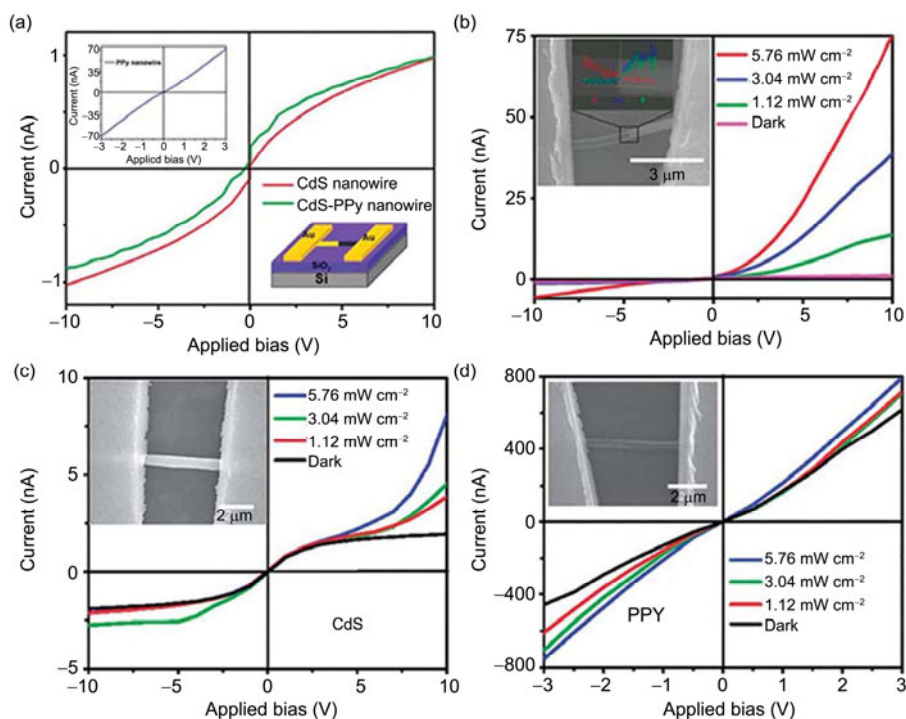 (a)
1
0
−1
Current (nA)
−10
−5
0
5
10
Applied bias (V)
70
35
0
−35
−70
Current (nA)
PPy nanowire
−3
−2
−1
0
1
2
3
Applied bias (V)
CdS nanowire
CdS-PPy nanowire
Au
Au
SiO₂
Si
(b)
75
50
25
0
Current (nA)
−10
−5
0
5
10
Applied bias (V)
3 μm
5.76 mW cm⁻²
3.04 mW cm⁻²
1.12 mW cm⁻²
Dark
(c)
10
5
0
−5
Current (nA)
−10
−5
0
5
10
Applied bias (V)
2 μm
5.76 mW cm⁻²
3.04 mW cm⁻²
1.12 mW cm⁻²
Dark
CdS
(d)
800
400
0
−400
−800
Current (nA)
−3
−2
−1
0
1
2
3
Applied bias (V)
2 μm
5.76 mW cm⁻²
3.04 mW cm⁻²
1.12 mW cm⁻²
Dark
PPY